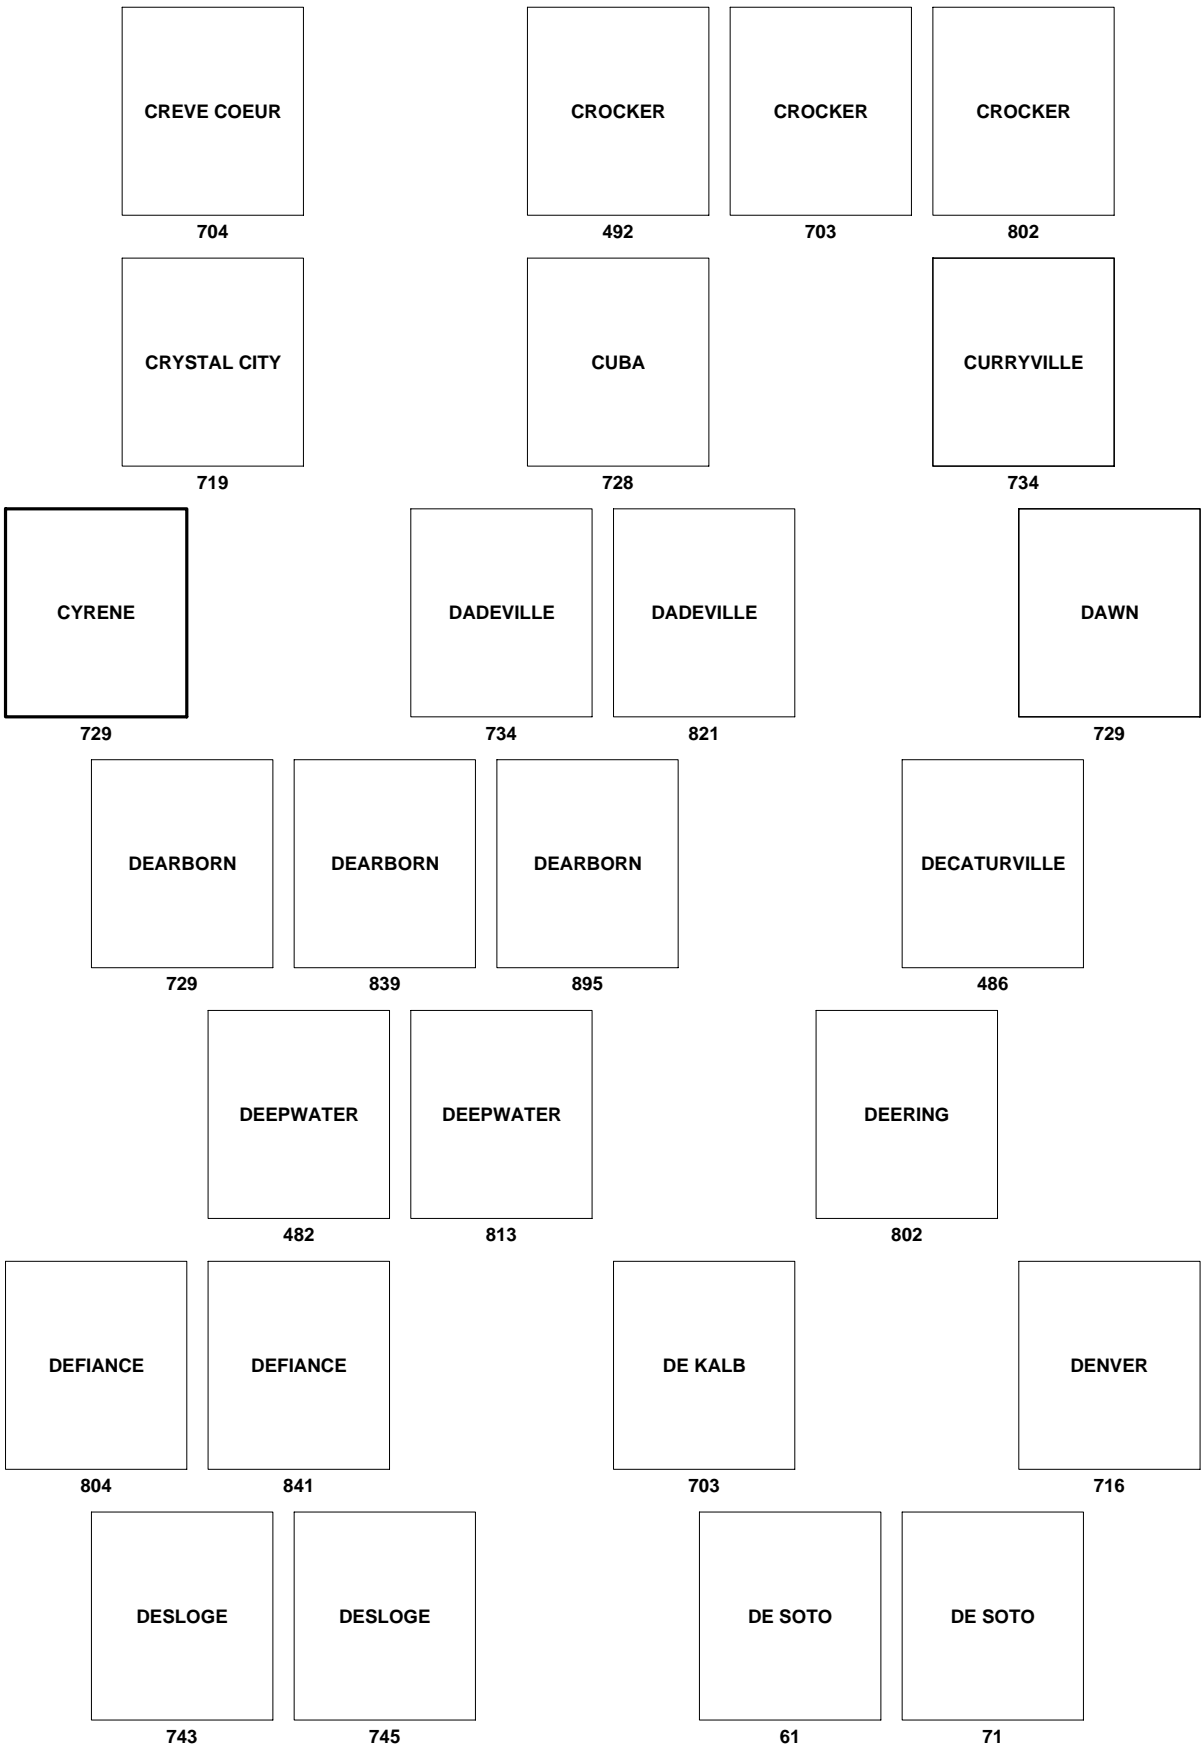 CREVE COEUR CROCKER CROCKER CROCKER
704 492 703 802
CRYSTAL CITY CUBA CURRYVILLE
719 728 734
CYRENE DADEVILLE DADEVILLE DAWN
729 734 821 729
DEARBORN DEARBORN DEARBORN DECATURVILLE
729 839 895 486
DEEPWATER DEEPWATER DEERING
482 813 802
DEFIANCE DEFIANCE DE KALB DENVER
804 841 703 716
DESLOGE DESLOGE DE SOTO DE SOTO
743 745 61 71